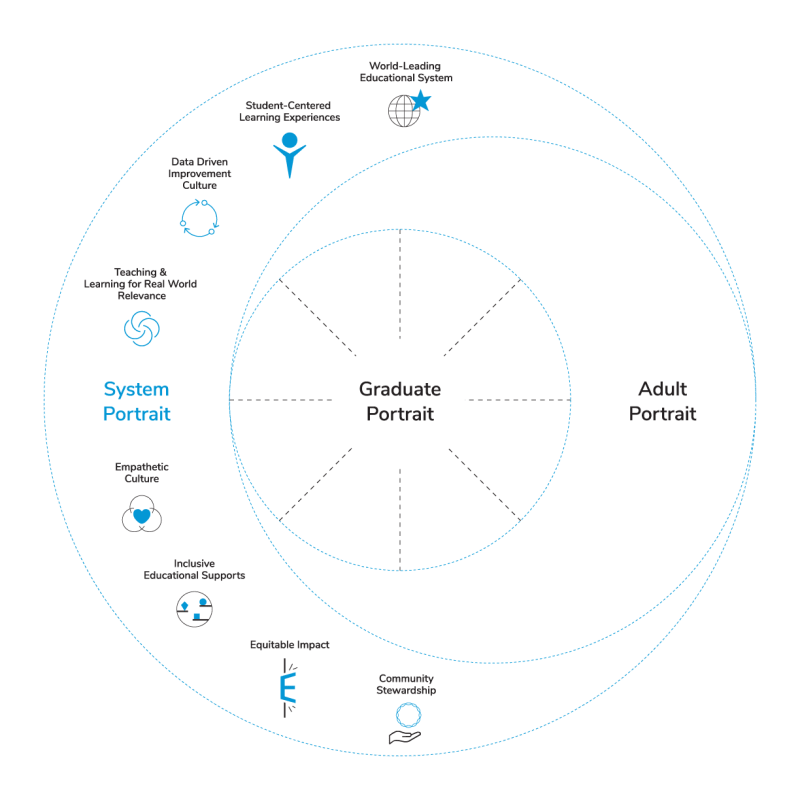 World-Leading
Educational System
Student-Centered
Learning Experiences
Data Driven
Improvement
Culture
Teaching &
Learning for Real World
Relevance
System
Portrait
Graduate
Portrait
Adult
Portrait
Empathetic
Culture
Inclusive
Educational Supports
Equitable Impact
E
Community
Stewardship